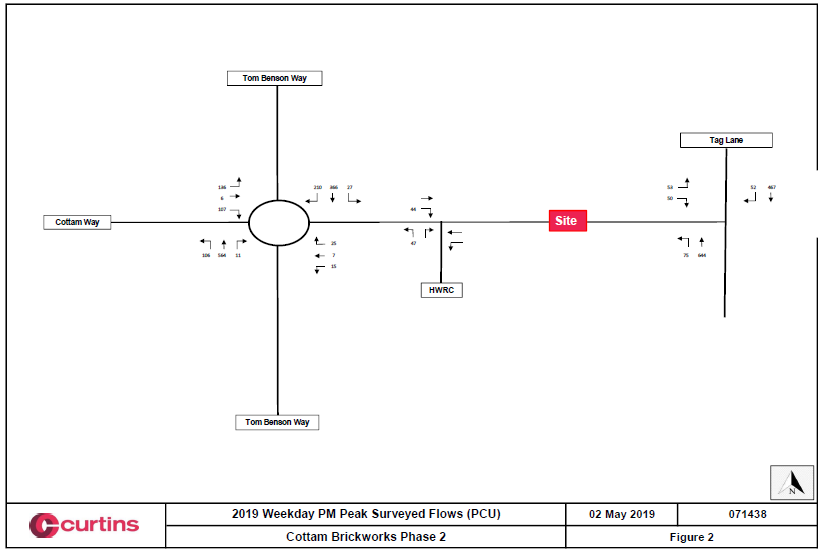 Tom Benson Way
Tag Lane
136
6
107
210 366 27
53
50
52 467
Cottam Way
44
Site
106 564 11
25
7
15
47
75 644
HWRC
Tom Benson Way
N
curtins
2019 Weekday PM Peak Surveyed Flows (PCU)
02 May 2019
071438
Cottam Brickworks Phase 2
Figure 2